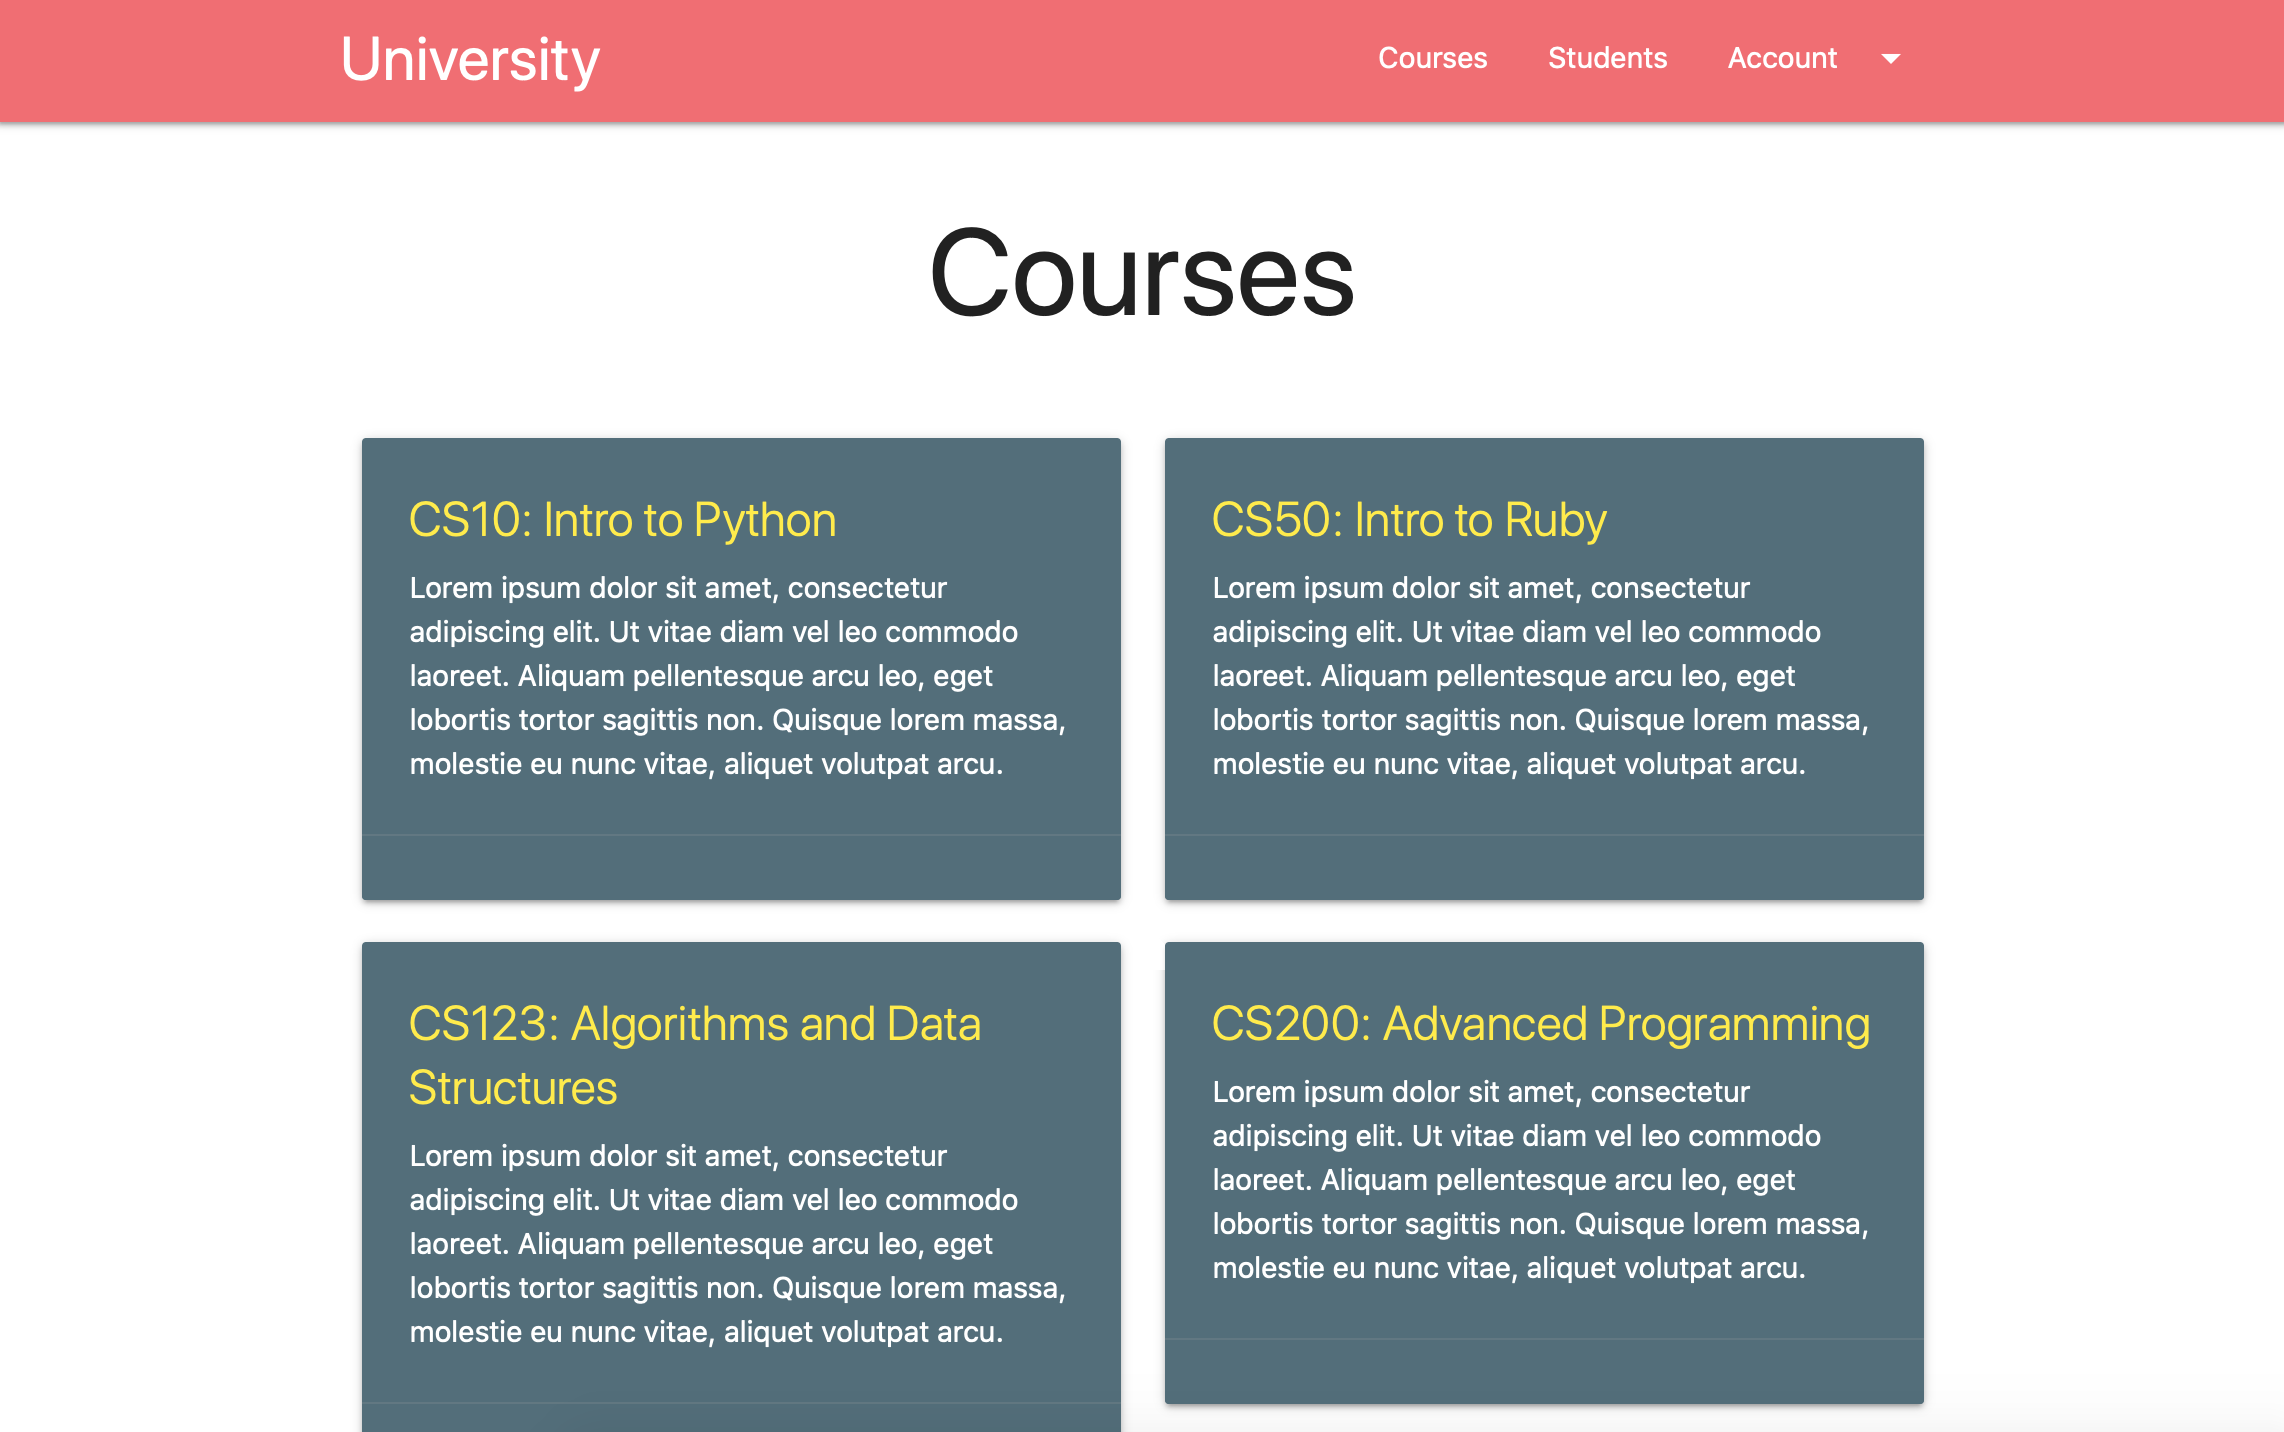 University
Courses Students Account
Courses
CS10: Intro to Python
Lorem ipsum dolor sit amet, consectetur
adipiscing elit. Ut vitae diam vel leo commodo
laoreet. Aliquam pellentesque arcu leo, eget
lobortis tortor sagittis non. Quisque lorem massa,
molestie eu nunc vitae, aliquet volutpat arcu.
CS50: Intro to Ruby
Lorem ipsum dolor sit amet, consectetur
adipiscing elit. Ut vitae diam vel leo commodo
laoreet. Aliquam pellentesque arcu leo, eget
lobortis tortor sagittis non. Quisque lorem massa,
molestie eu nunc vitae, aliquet volutpat arcu.
CS123: Algorithms and Data
Structures
Lorem ipsum dolor sit amet, consectetur
adipiscing elit. Ut vitae diam vel leo commodo
laoreet. Aliquam pellentesque arcu leo, eget
lobortis tortor sagittis non. Quisque lorem massa,
molestie eu nunc vitae, aliquet volutpat arcu.
CS200: Advanced Programming
Lorem ipsum dolor sit amet, consectetur
adipiscing elit. Ut vitae diam vel leo commodo
laoreet. Aliquam pellentesque arcu leo, eget
lobortis tortor sagittis non. Quisque lorem massa,
molestie eu nunc vitae, aliquet volutpat arcu.